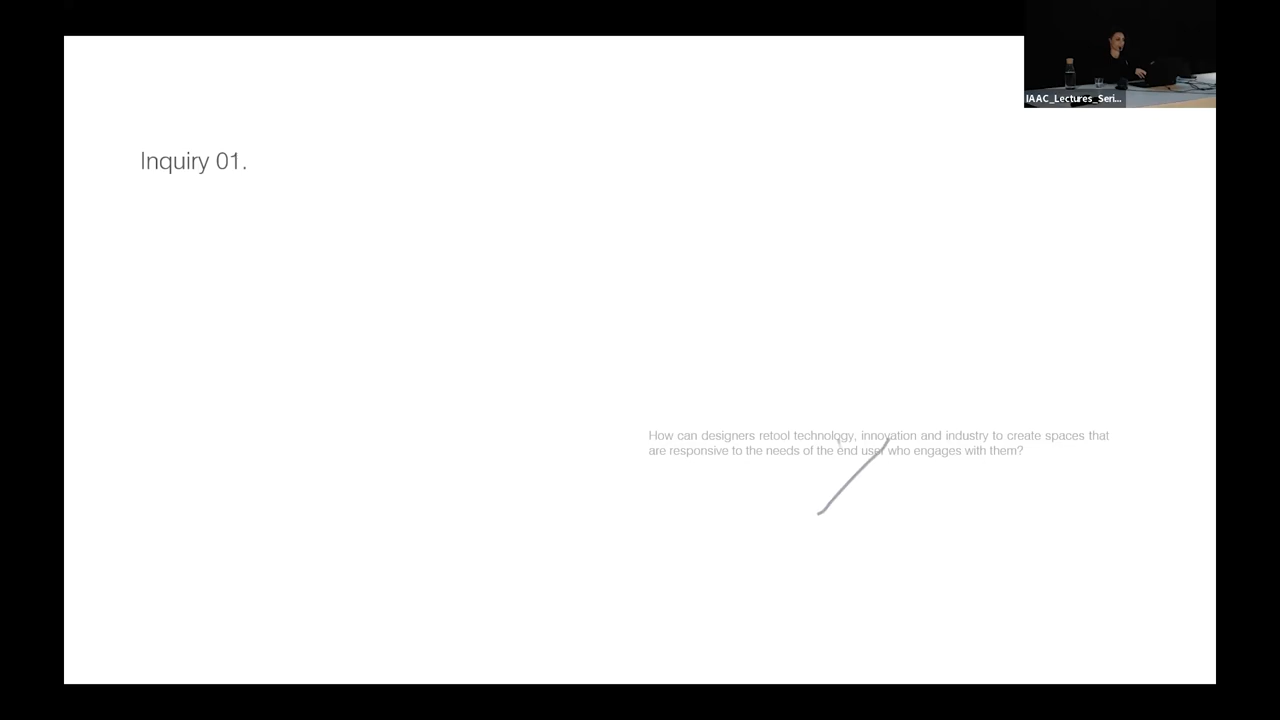 IAAC_Lectures_Seri...
Inquiry 01.
How can designers retool technology, innovation and industry to create spaces that
are responsive to the needs of the end user who engages with them?